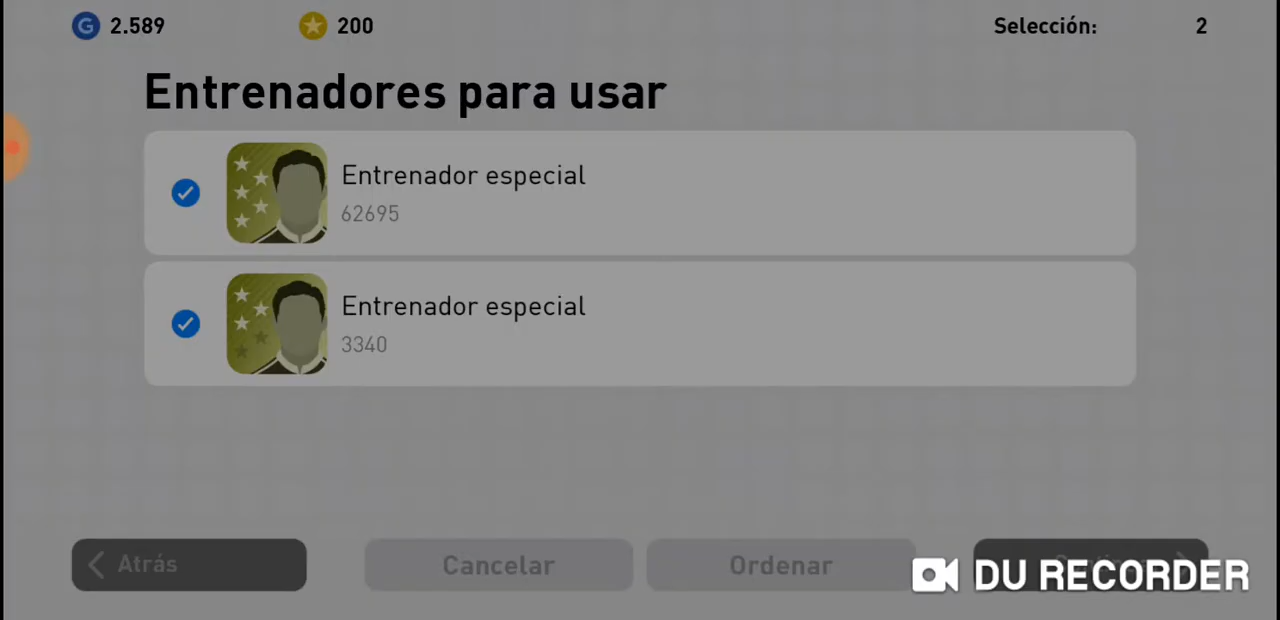 G 2.589 200 Selección: 2
Entrenadores para usar
Entrenador especial
62695
Entrenador especial
3340
Atrás Cancelar Ordenar
DU RECORDER